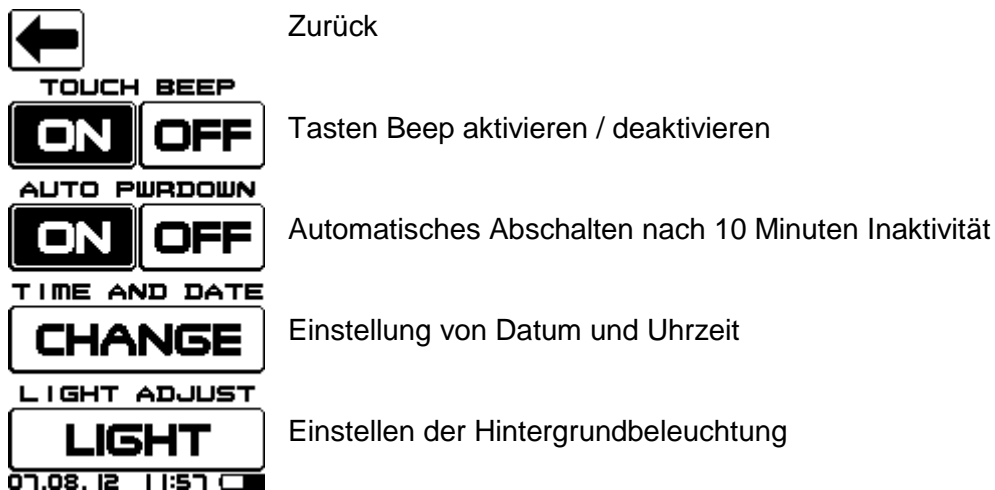 Zurück
TOUCH BEEP
ON OFF Tasten Beep aktivieren / deaktivieren
AUTO PWRDOWN
ON OFF Automatisches Abschalten nach 10 Minuten Inaktivität
TIME AND DATE
CHANGE Einstellung von Datum und Uhrzeit
LIGHT ADJUST
LIGHT Einstellen der Hintergrundbeleuchtung
07.08.12 11:57